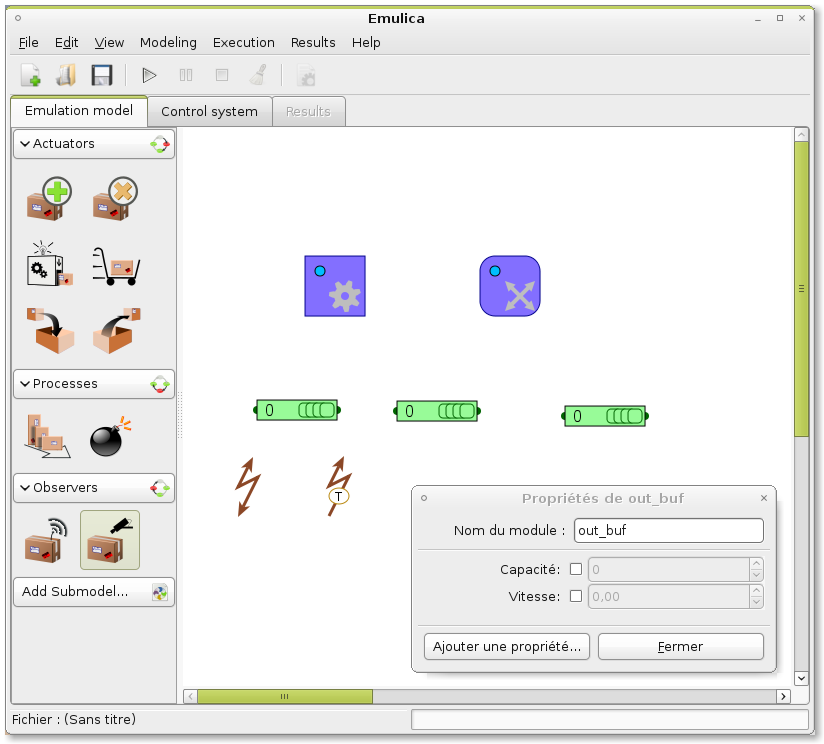 Emulica
File Edit View Modeling Execution Results Help
Emulation model Control system Results
Actuators
Processes
Observers
Add Submodel...
0 0 0
T
Propriétés de out_buf
Nom du module : out_buf
Capacité: 0
Vitesse: 0,00
Ajouter une propriété... Fermer
Fichier : (Sans titre)